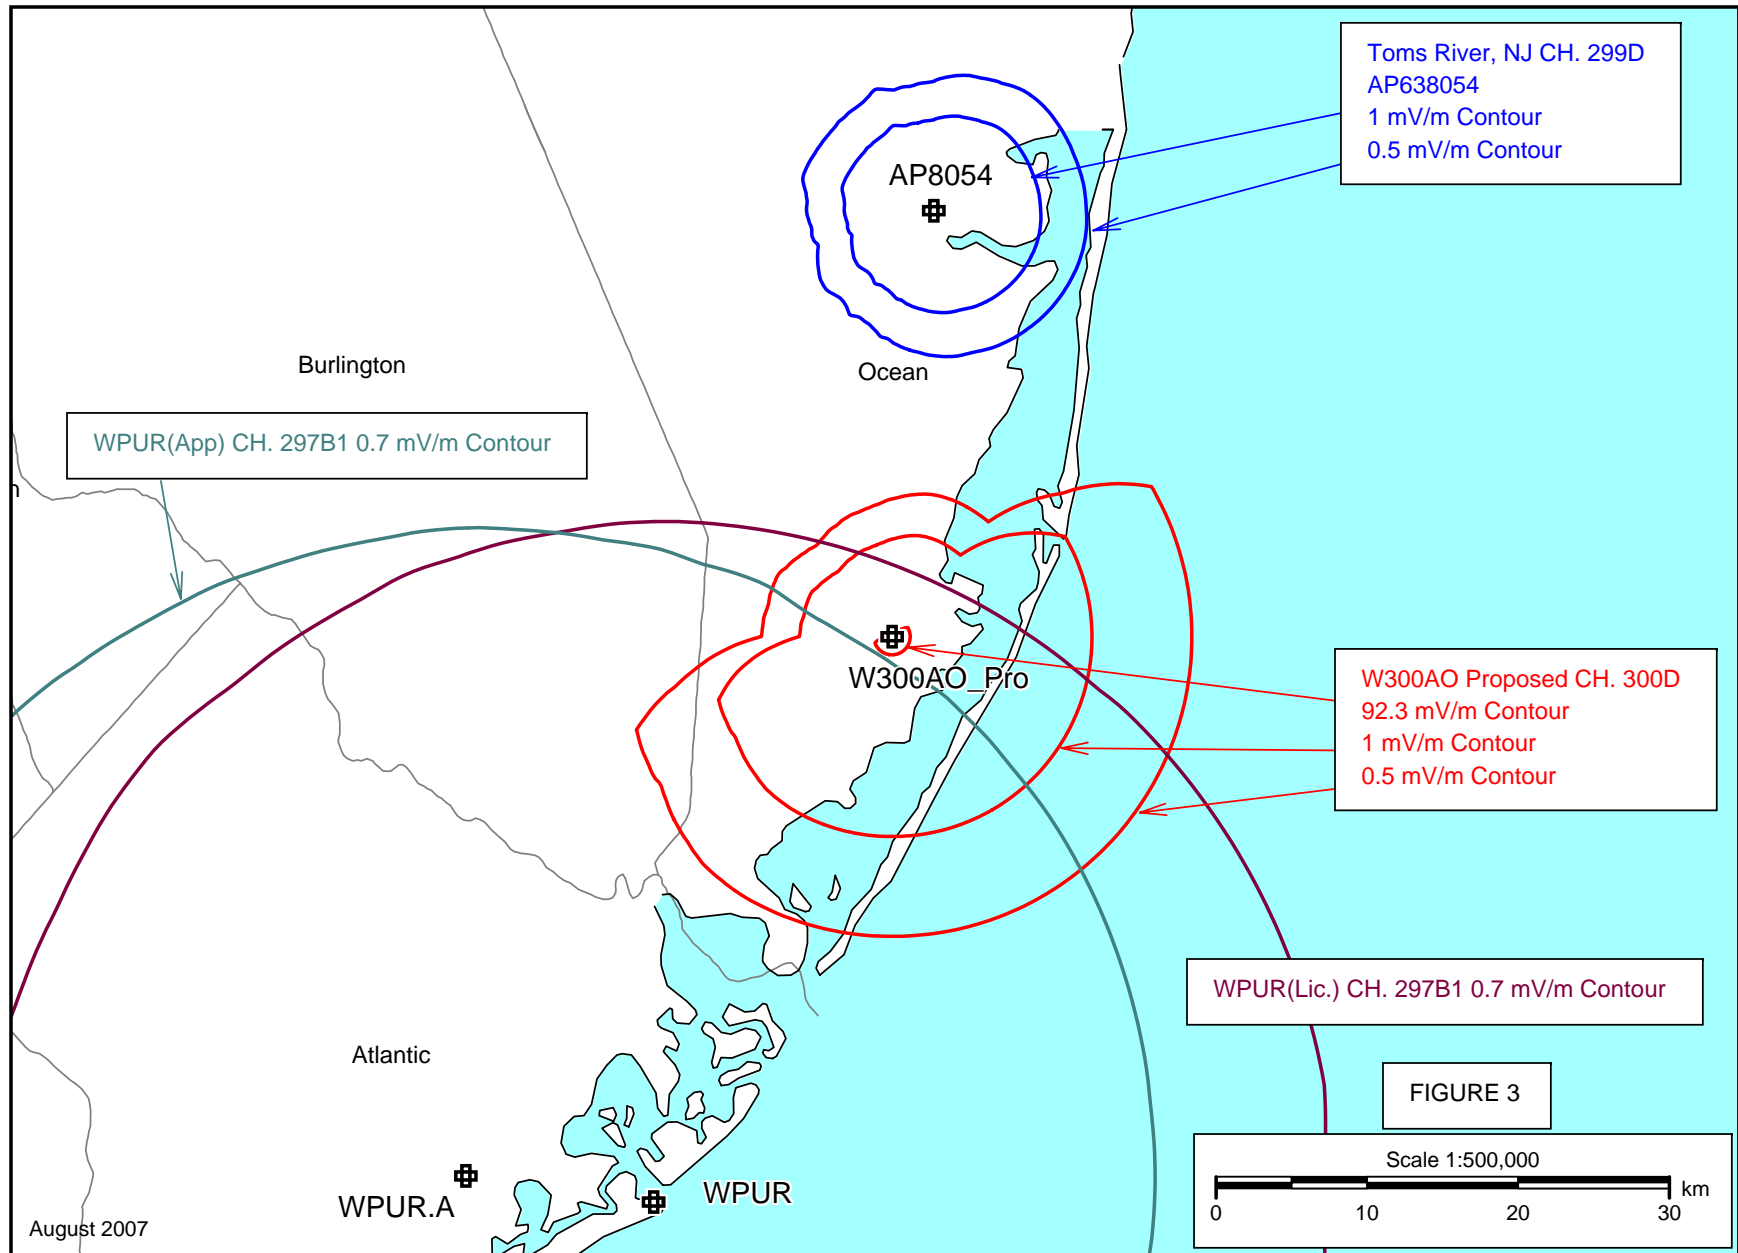 Toms River, NJ CH. 299D
AP638054
1 mV/m Contour
0.5 mV/m Contour
AP8054
Burlington
Ocean
WPUR(App) CH. 297B1 0.7 mV/m Contour
n
W300AO_Pro
W300AO Proposed CH. 300D
92.3 mV/m Contour
1 mV/m Contour
0.5 mV/m Contour
WPUR(Lic.) CH. 297B1 0.7 mV/m Contour
Atlantic
FIGURE 3
Scale 1:500,000
km
0 10 20 30
WPUR.A
WPUR
August 2007